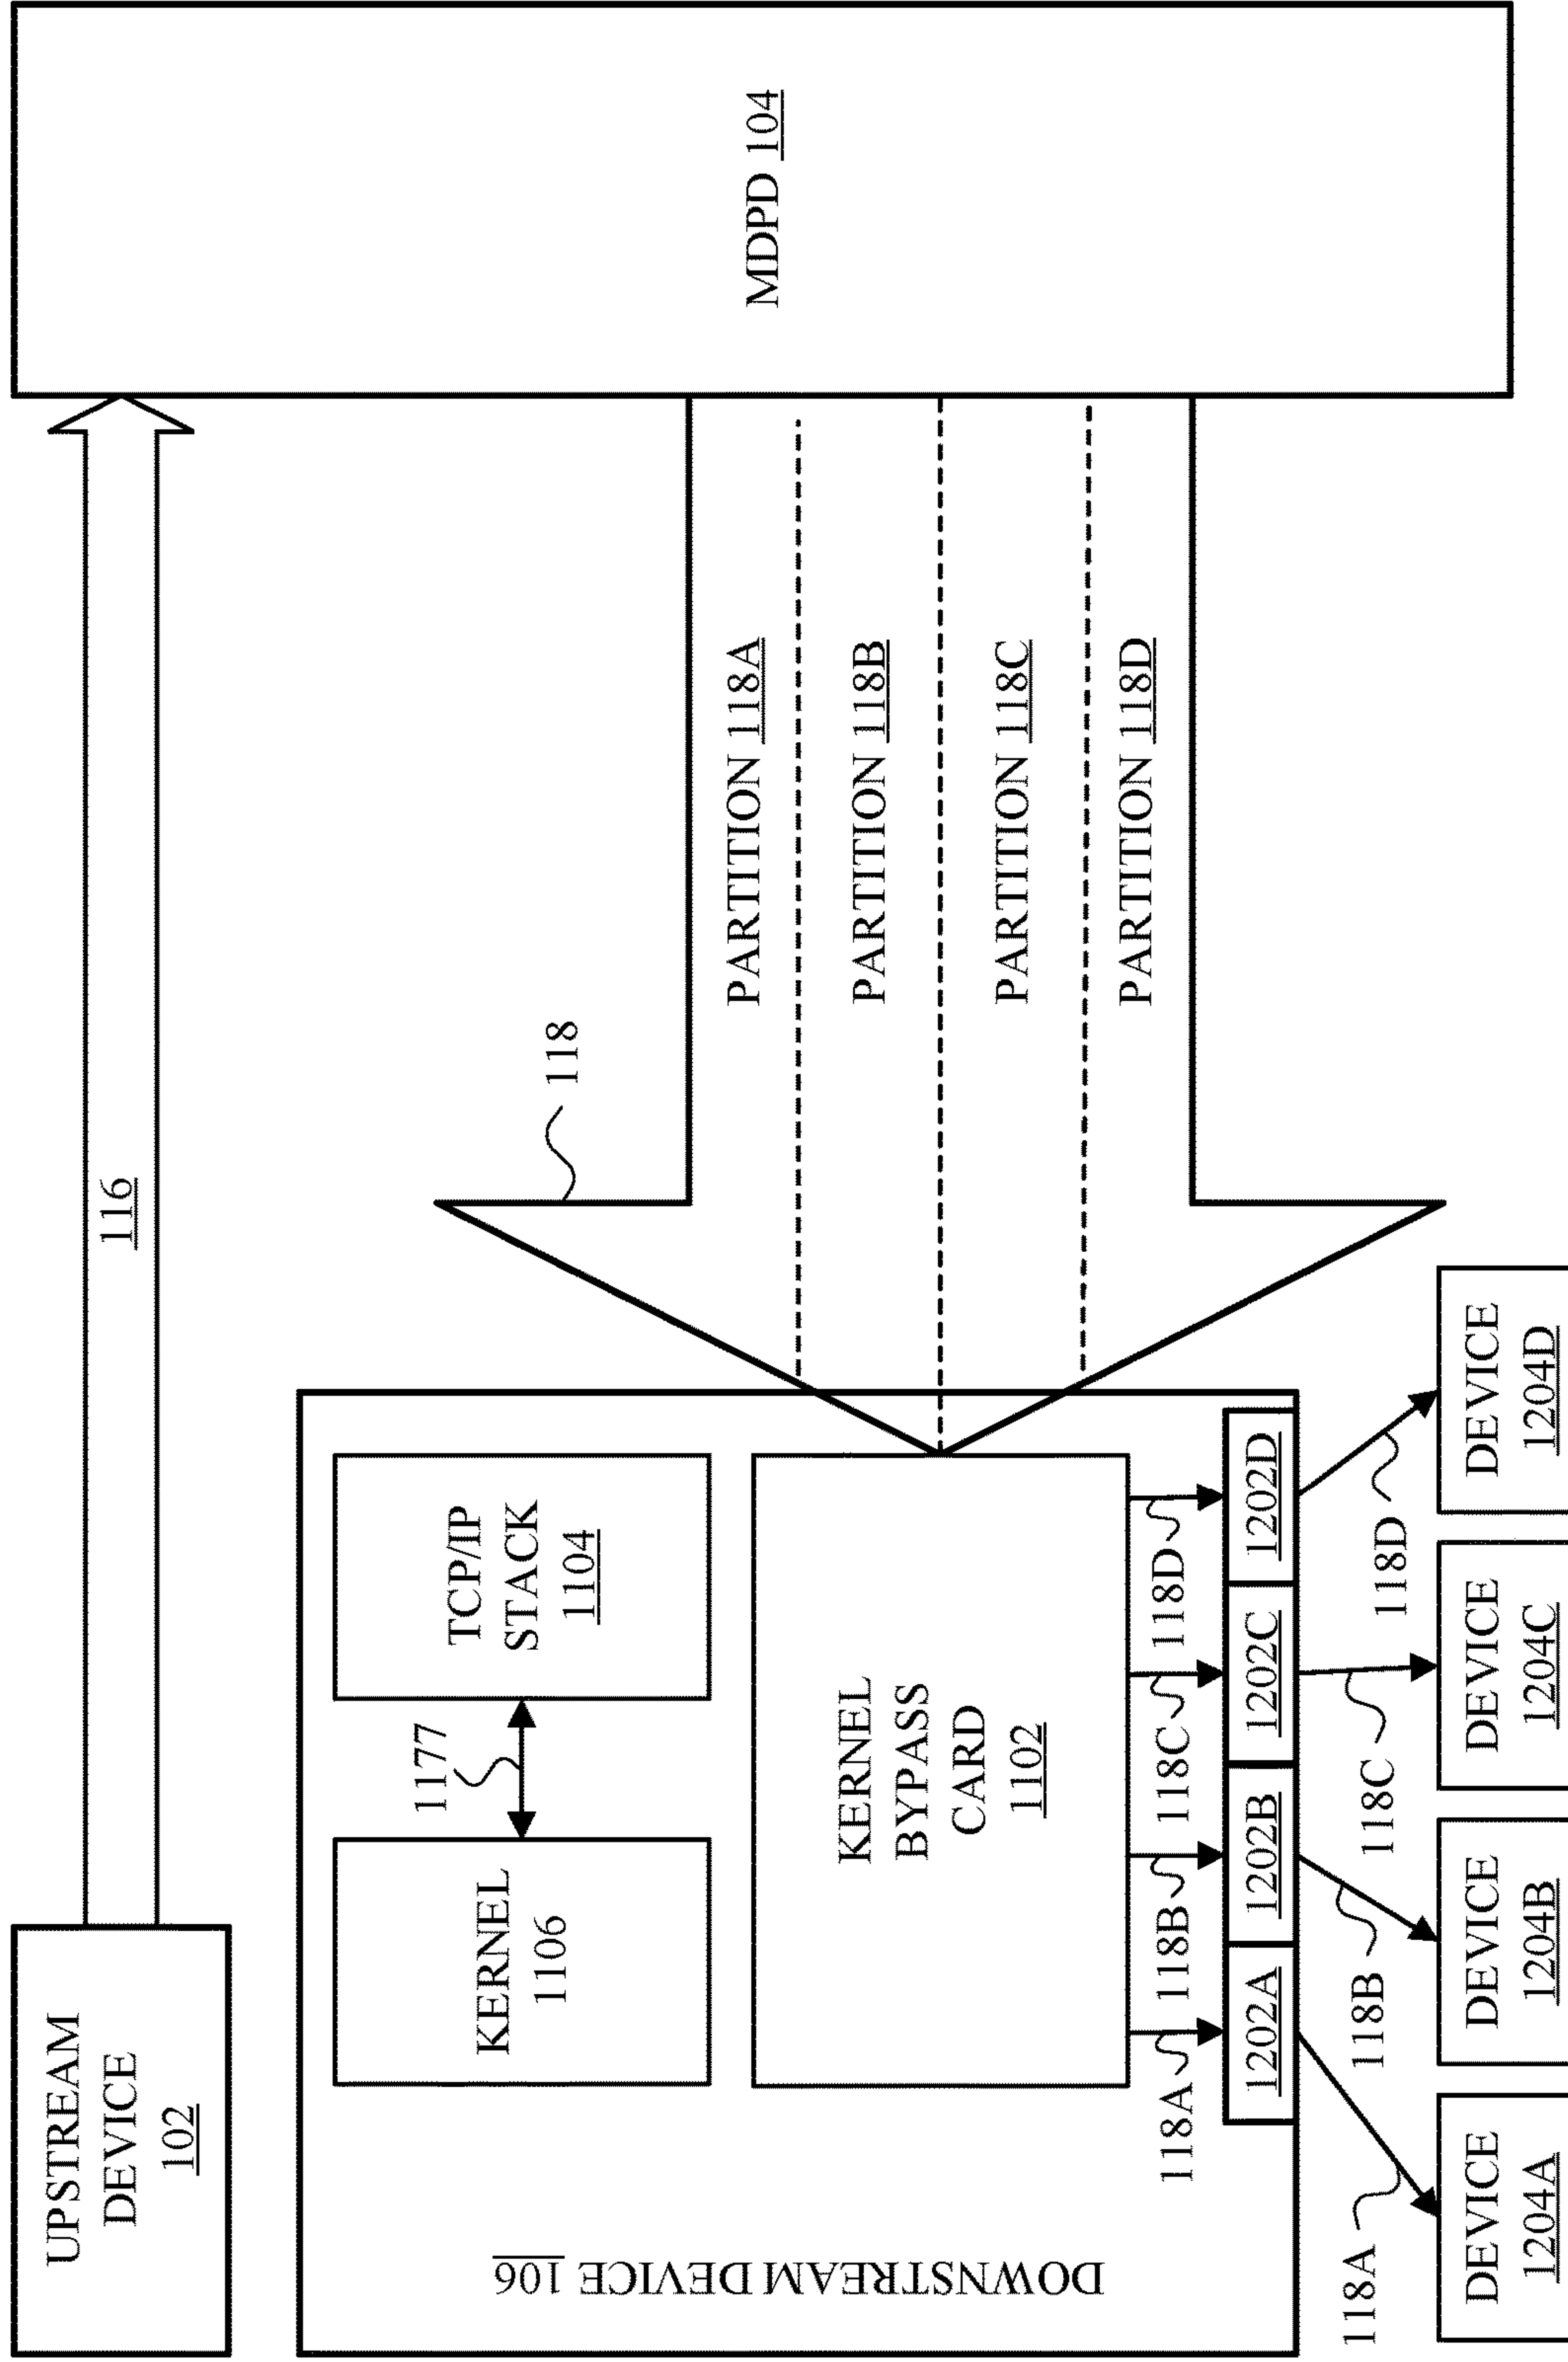 UPSTREAM
DEVICE
102
116
MDPD 104
DOWNSTREAM DEVICE 106
KERNEL
1106
1177
TCP/IP
STACK
1104
118
KERNEL
BYPASS
CARD
1102
PARTITION 118A
PARTITION 118B
PARTITION 118C
PARTITION 118D
118A
118B
118C
118D
1202A
1202B
1202C
1202D
118A
118B
118C
118D
DEVICE
1204A
DEVICE
1204B
DEVICE
1204C
DEVICE
1204D